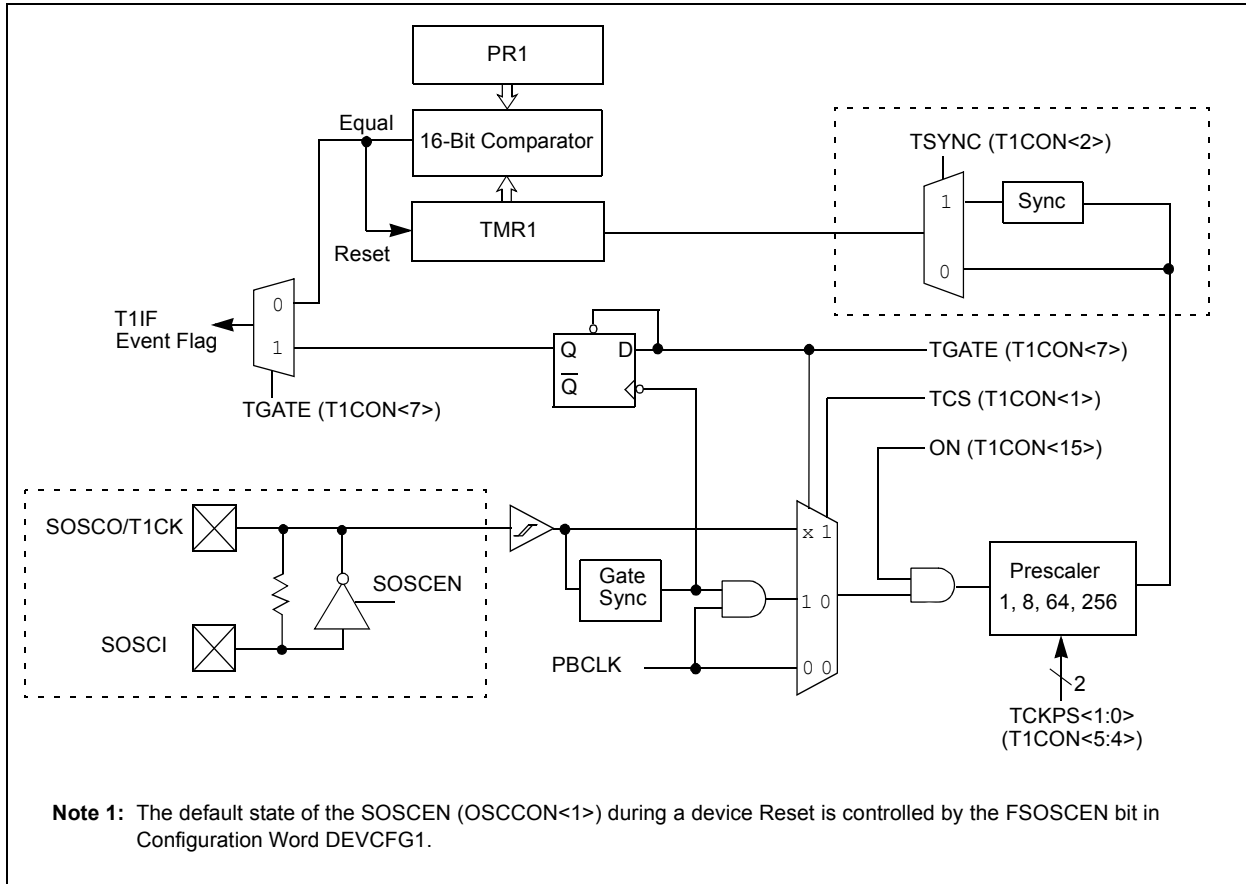 PR1
Equal
16-Bit Comparator
TSYNC (T1CON<2>)
1
Sync
TMR1
Reset
0
0
T1IF
Event Flag
1
Q
D
Q̅
TGATE (T1CON<7>)
TGATE (T1CON<7>)
TCS (T1CON<1>)
ON (T1CON<15>)
SOSCO/T1CK
x 1
SOSCEN
Gate
Sync
1 0
Prescaler
1, 8, 64, 256
SOSCI
PBCLK
0 0
2
TCKPS<1:0>
(T1CON<5:4>)
Note 1: The default state of the SOSCEN (OSCCON<1>) during a device Reset is controlled by the FSOSCEN bit in
Configuration Word DEVCFG1.